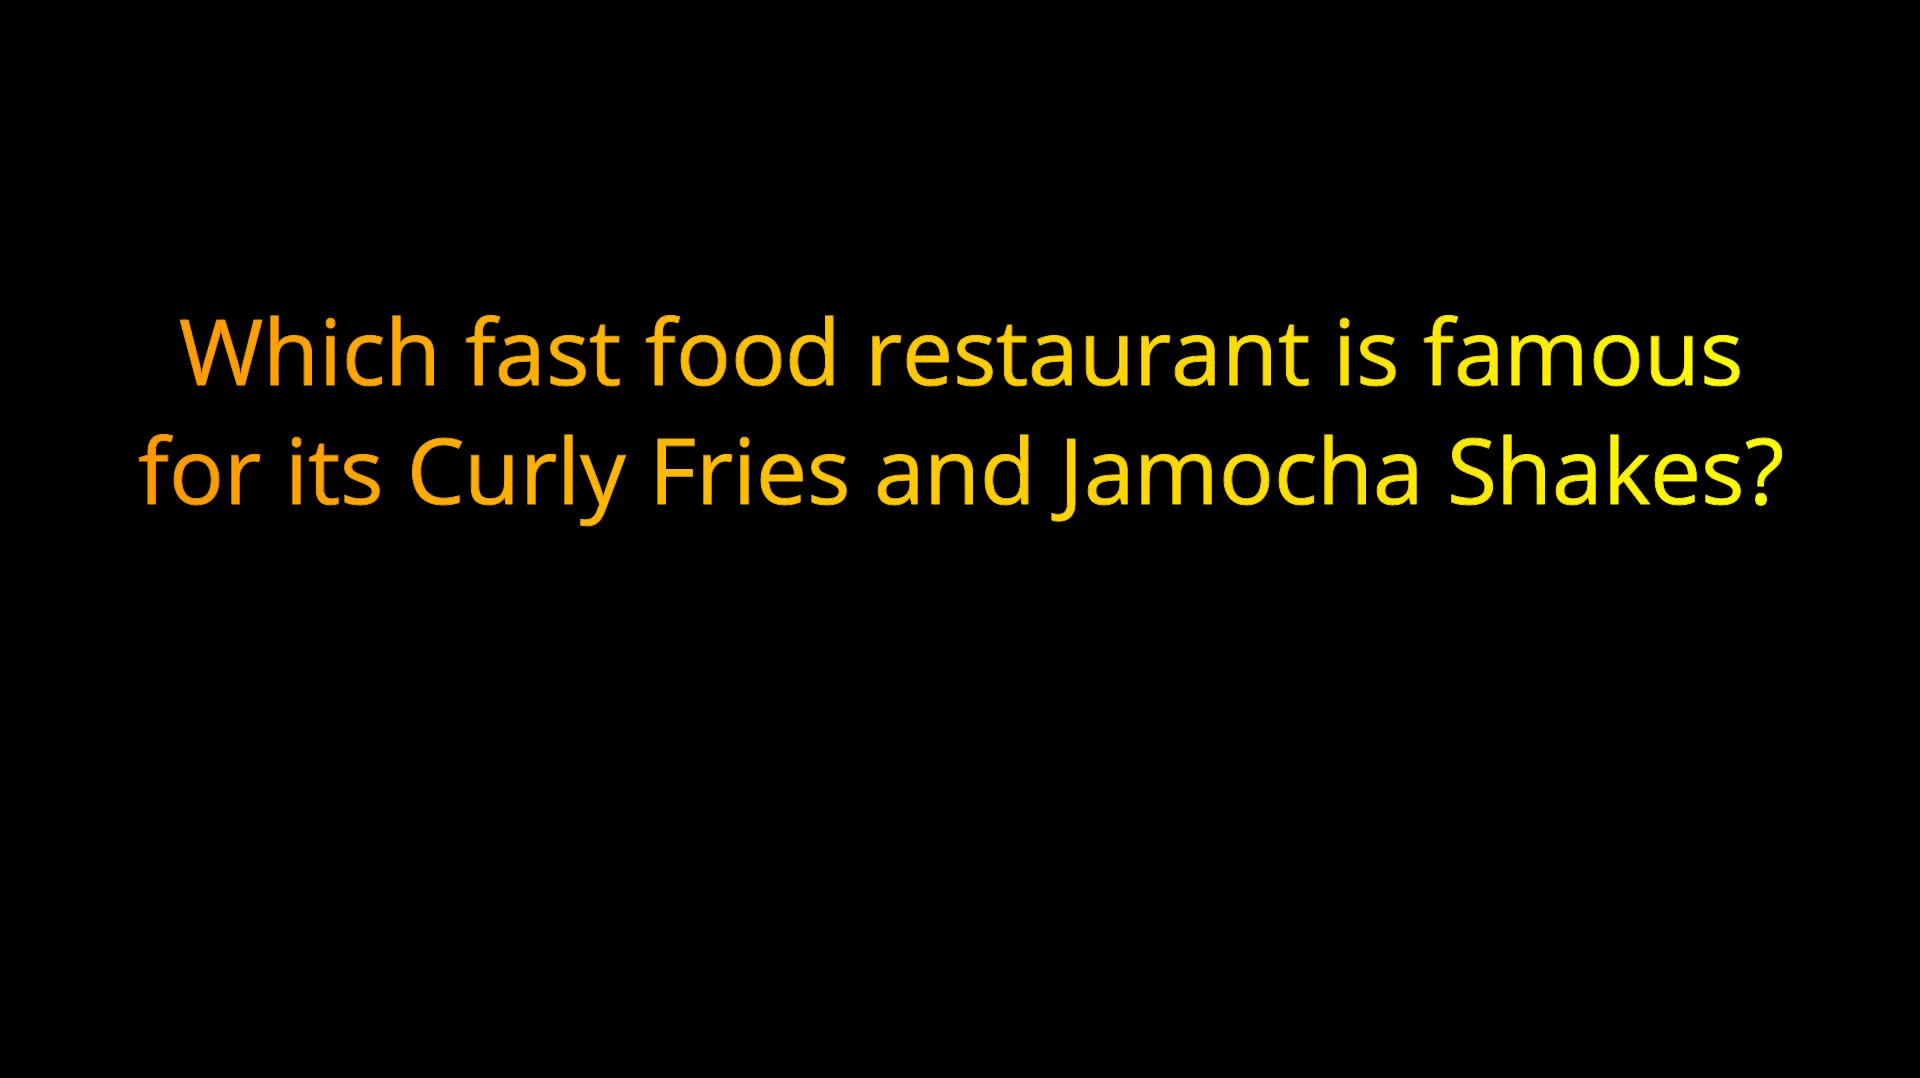 Which fast food restaurant is famous
for its Curly Fries and Jamocha Shakes?